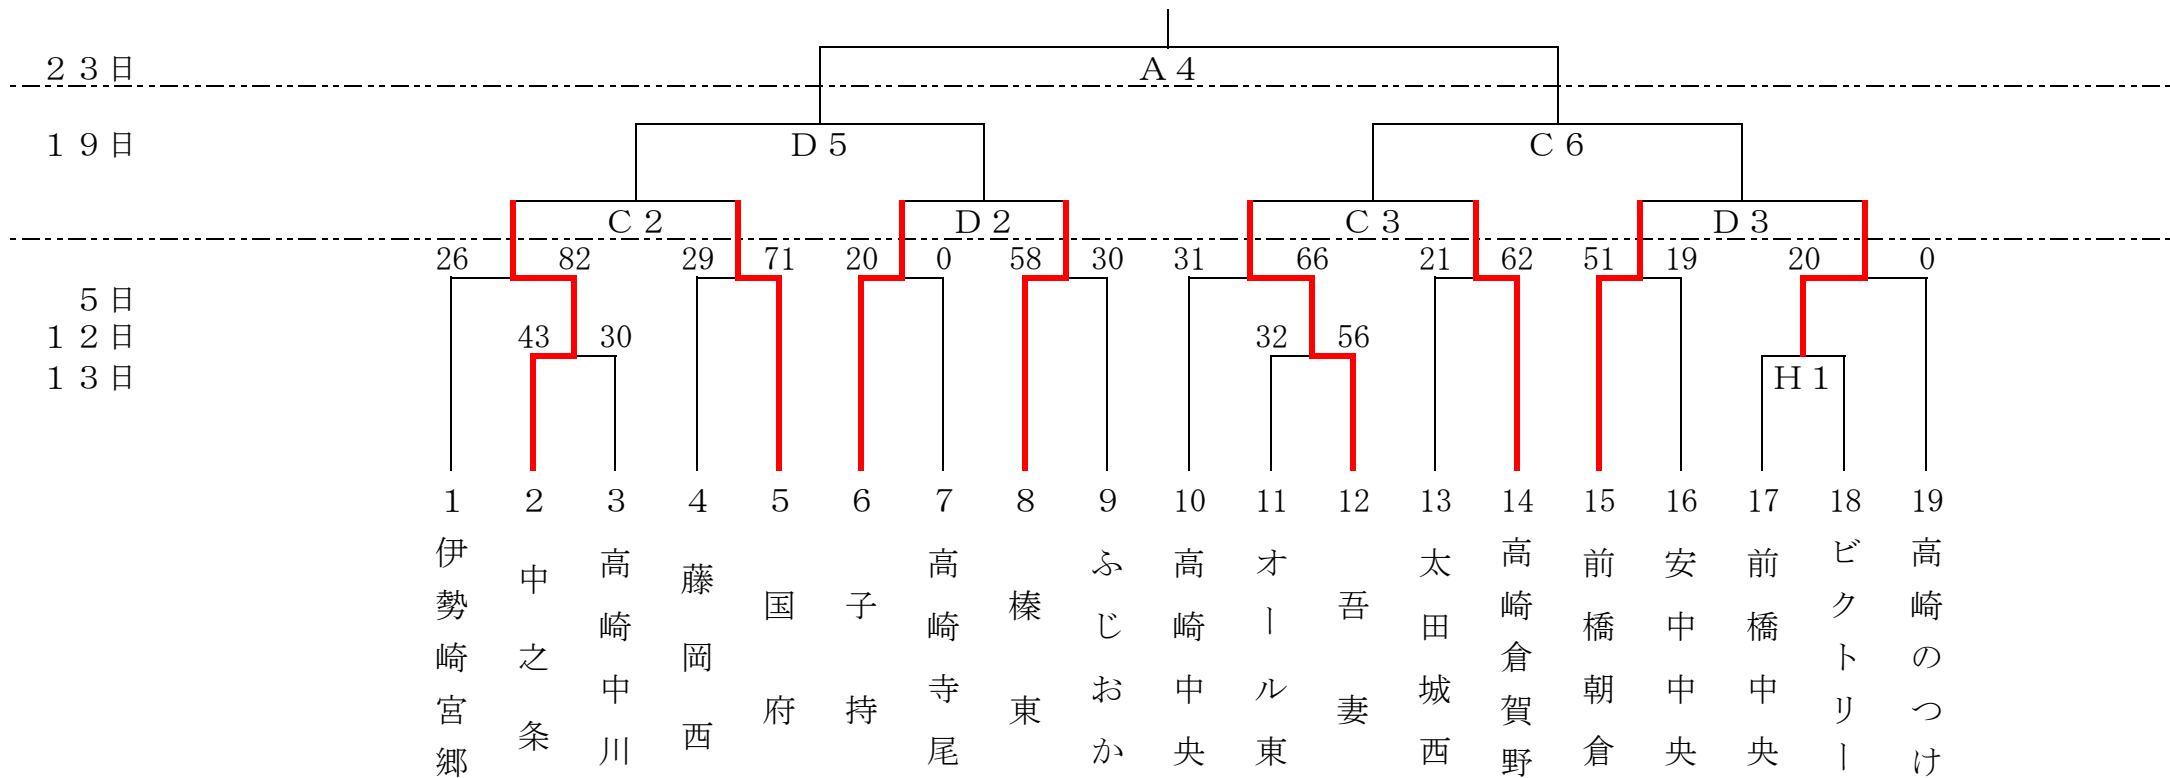 ２３日
Ａ４
１９日
Ｄ５ Ｃ６
Ｃ２ Ｄ２ Ｃ３ Ｄ３
26 82 29 71 20 0 58 30 31 66 21 62 51 19 20 0
５日
１２日
43 30 32 56
１３日
Ｈ１
1 2 3 4 5 6 7 8 9 10 11 12 13 14 15 16 17 18 19
伊勢崎宮郷
中之条
高崎中川
藤岡西
国府
子持
高崎寺尾
榛東
ふじおか
高崎中央
オール東
吾妻
太田城西
高崎倉賀野
前橋朝倉
安中中央
前橋中央
ビクトリー
高崎のつけ